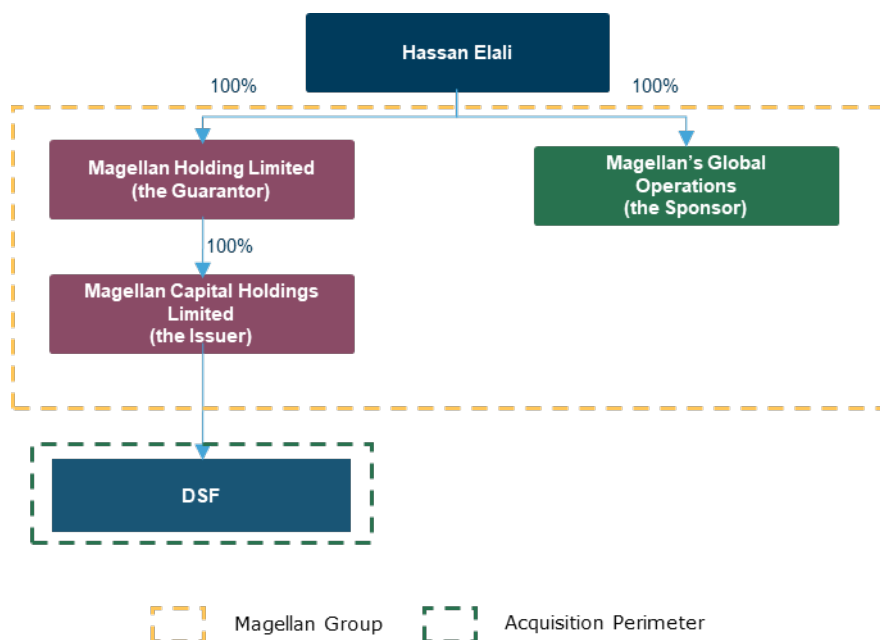 Hassan Elali
100%
100%
Magellan Holding Limited
(the Guarantor)
Magellan's Global
Operations
(the Sponsor)
100%
Magellan Capital Holdings
Limited
(the Issuer)
DSF
Magellan Group
Acquisition Perimeter